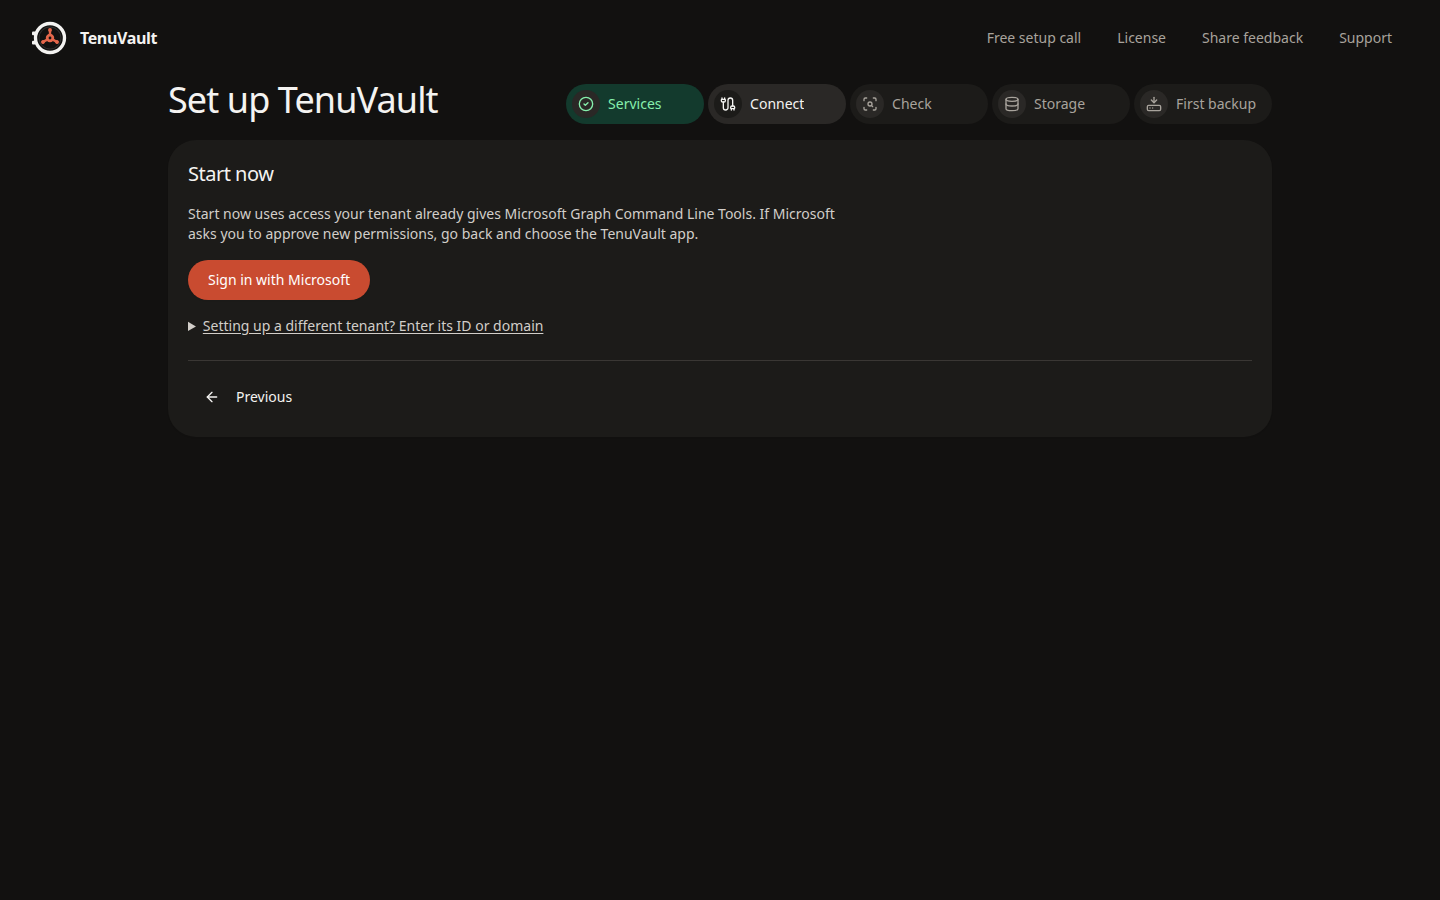 TenuVault
Free setup call
License
Share feedback
Support
Set up TenuVault
Services
Connect
Check
Storage
First backup
Start now
Start now uses access your tenant already gives Microsoft Graph Command Line Tools. If Microsoft
asks you to approve new permissions, go back and choose the TenuVault app.
Sign in with Microsoft
Setting up a different tenant? Enter its ID or domain
Previous